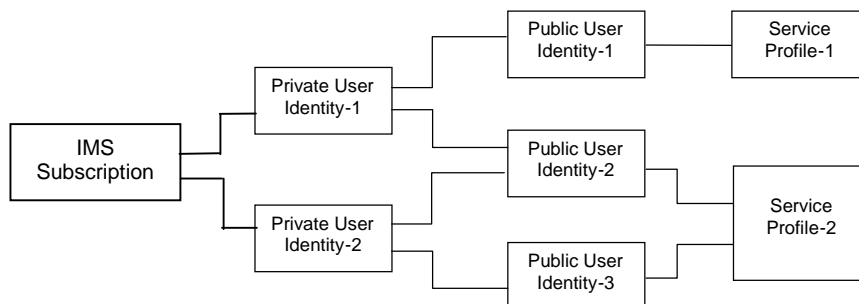 IMS
Subscription
Private User
Identity-1
Private User
Identity-2
Public User
Identity-1
Public User
Identity-2
Public User
Identity-3
Service
Profile-1
Service
Profile-2